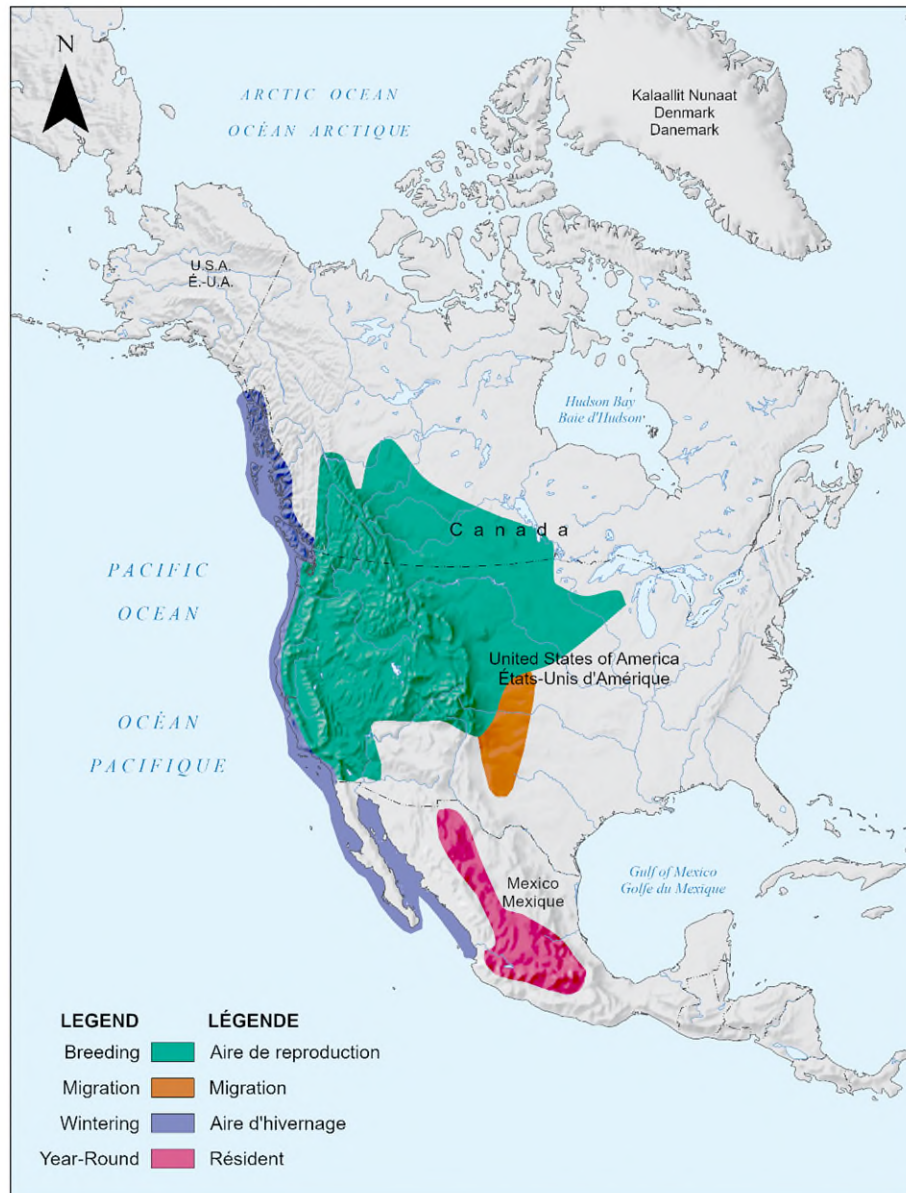 N
ARCTIC OCEAN
OCÉAN ARCTIQUE
Kalaallit Nunaat
Denmark
Danemark
U.S.A.
É.-U.A.
Hudson Bay
Baie d'Hudson
Canada
PACIFIC
OCEAN
United States of America
États-Unis d'Amérique
OCÉAN
PACIFIQUE
Gulf of Mexico
Golfe du Mexique
Mexico
Mexique
LEGEND LÉGENDE
Breeding Aire de reproduction
Migration Migration
Wintering Aire d'hivernage
Year-Round Résident